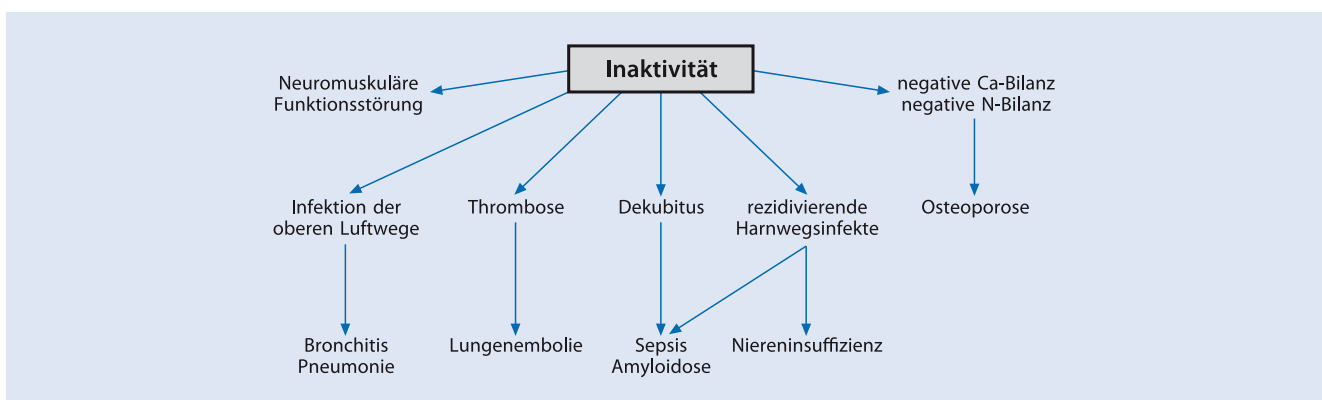 Inaktivität
Neuromuskuläre
Funktionsstörung
negative Ca-Bilanz
negative N-Bilanz
Infektion der
oberen Luftwege
Thrombose
Dekubitus
rezidivierende
Harnwegsinfekte
Osteoporose
Bronchitis
Pneumonie
Lungenembolie
Sepsis
Amyloidose
Niereninsuffizienz